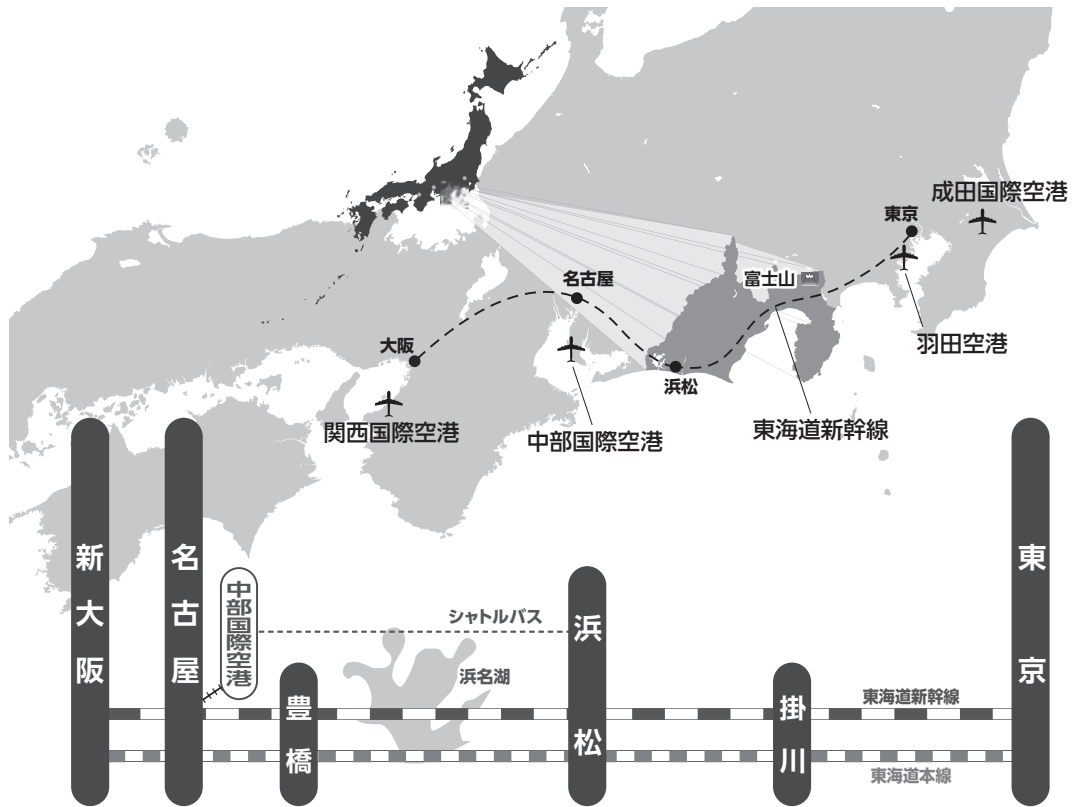 成田国際空港
東京
富士山
名古屋
羽田空港
大阪
浜松
関西国際空港
中部国際空港
東海道新幹線
新大阪
名古屋
中部国際空港
豊橋
シャトルバス
浜名湖
浜松
掛川
東海道新幹線
東海道本線
東京